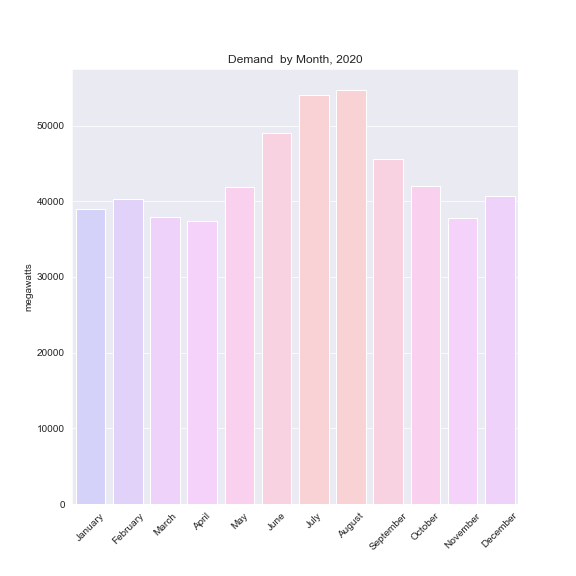 Demand  by Month, 2020
50000
40000
30000
20000
10000
0
megawatts
January
February
March
April
May
June
July
August
September
October
November
December